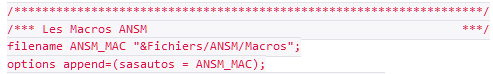 /*******************************************************************/
/*** Les Macros ANSM                                             ***/
filename ANSM_MAC "&Fichiers/ANSM/Macros";
options append=(sasautos = ANSM_MAC);